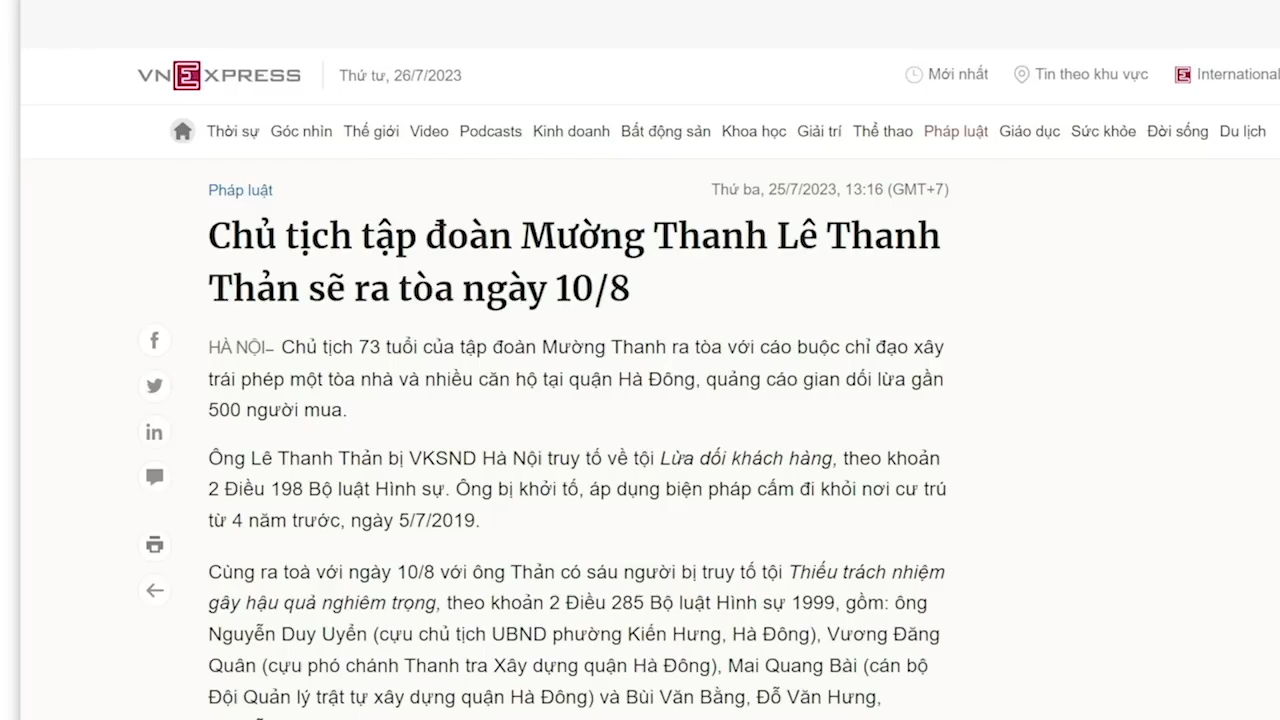 VNEXPRESS
Thứ tư, 26/7/2023
Mới nhất
Tin theo khu vực
International
Thời sự Góc nhìn Thế giới Video Podcasts Kinh doanh Bất động sản Khoa học Giải trí Thể thao Pháp luật Giáo dục Sức khỏe Đời sống Du lịch
Pháp luật
Thứ ba, 25/7/2023, 13:16 (GMT+7)
Chủ tịch tập đoàn Mường Thanh Lê Thanh
Thản sẽ ra tòa ngày 10/8
HÀ NỘI– Chủ tịch 73 tuổi của tập đoàn Mường Thanh ra tòa với cáo buộc chỉ đạo xây
trái phép một tòa nhà và nhiều căn hộ tại quận Hà Đông, quảng cáo gian dối lừa gần
500 người mua.
Ông Lê Thanh Thản bị VKSND Hà Nội truy tố về tội Lừa dối khách hàng, theo khoản
2 Điều 198 Bộ luật Hình sự. Ông bị khởi tố, áp dụng biện pháp cấm đi khỏi nơi cư trú
từ 4 năm trước, ngày 5/7/2019.
Cùng ra toà với ngày 10/8 với ông Thản có sáu người bị truy tố tội Thiếu trách nhiệm
gây hậu quả nghiêm trọng, theo khoản 2 Điều 285 Bộ luật Hình sự 1999, gồm: ông
Nguyễn Duy Uyển (cựu chủ tịch UBND phường Kiến Hưng, Hà Đông), Vương Đăng
Quân (cựu phó chánh Thanh tra Xây dựng quận Hà Đông), Mai Quang Bài (cán bộ
Đội Quản lý trật tự xây dựng quận Hà Đông) và Bùi Văn Bằng, Đỗ Văn Hưng,